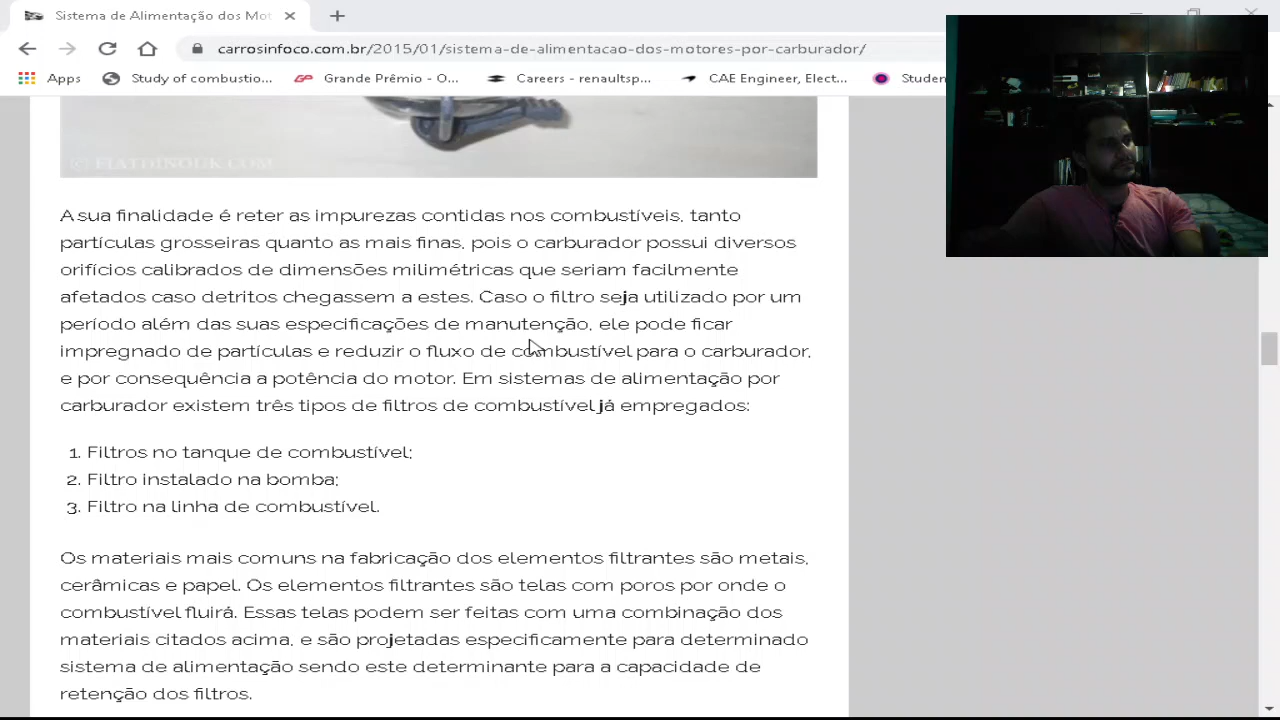 Sistema de Alimentação dos Mot
carrosinfoco.com.br/2015/01/sistema-de-alimentacao-dos-motores-por-carburador/
Apps
Study of combustio...
Grande Prêmio - O...
Careers - renaultsp...
CAE Engineer, Elect...
Studen
© FIATDINOUK COM
A sua finalidade é reter as impurezas contidas nos combustíveis, tanto
partículas grosseiras quanto as mais finas, pois o carburador possui diversos
orifícios calibrados de dimensões milimétricas que seriam facilmente
afetados caso detritos chegassem a estes. Caso o filtro seja utilizado por um
período além das suas especificações de manutenção, ele pode ficar
impregnado de partículas e reduzir o fluxo de combustível para o carburador,
e por consequência a potência do motor. Em sistemas de alimentação por
carburador existem três tipos de filtros de combustível já empregados:
1. Filtros no tanque de combustível;
2. Filtro instalado na bomba;
3. Filtro na linha de combustível.
Os materiais mais comuns na fabricação dos elementos filtrantes são metais,
cerâmicas e papel. Os elementos filtrantes são telas com poros por onde o
combustível fluirá. Essas telas podem ser feitas com uma combinação dos
materiais citados acima, e são projetadas especificamente para determinado
sistema de alimentação sendo este determinante para a capacidade de
retenção dos filtros.